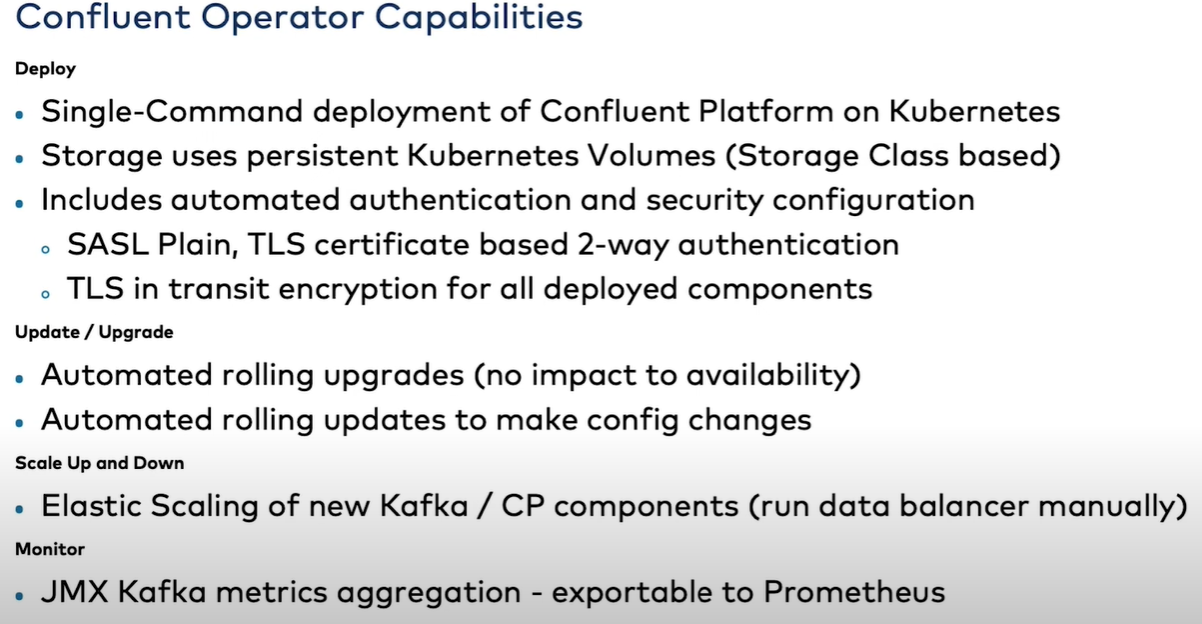 Confluent Operator Capabilities
Deploy
• Single-Command deployment of Confluent Platform on Kubernetes
• Storage uses persistent Kubernetes Volumes (Storage Class based)
• Includes automated authentication and security configuration
○ SASL Plain, TLS certificate based 2-way authentication
○ TLS in transit encryption for all deployed components
Update / Upgrade
• Automated rolling upgrades (no impact to availability)
• Automated rolling updates to make config changes
Scale Up and Down
• Elastic Scaling of new Kafka / CP components (run data balancer manually)
Monitor
• JMX Kafka metrics aggregation - exportable to Prometheus